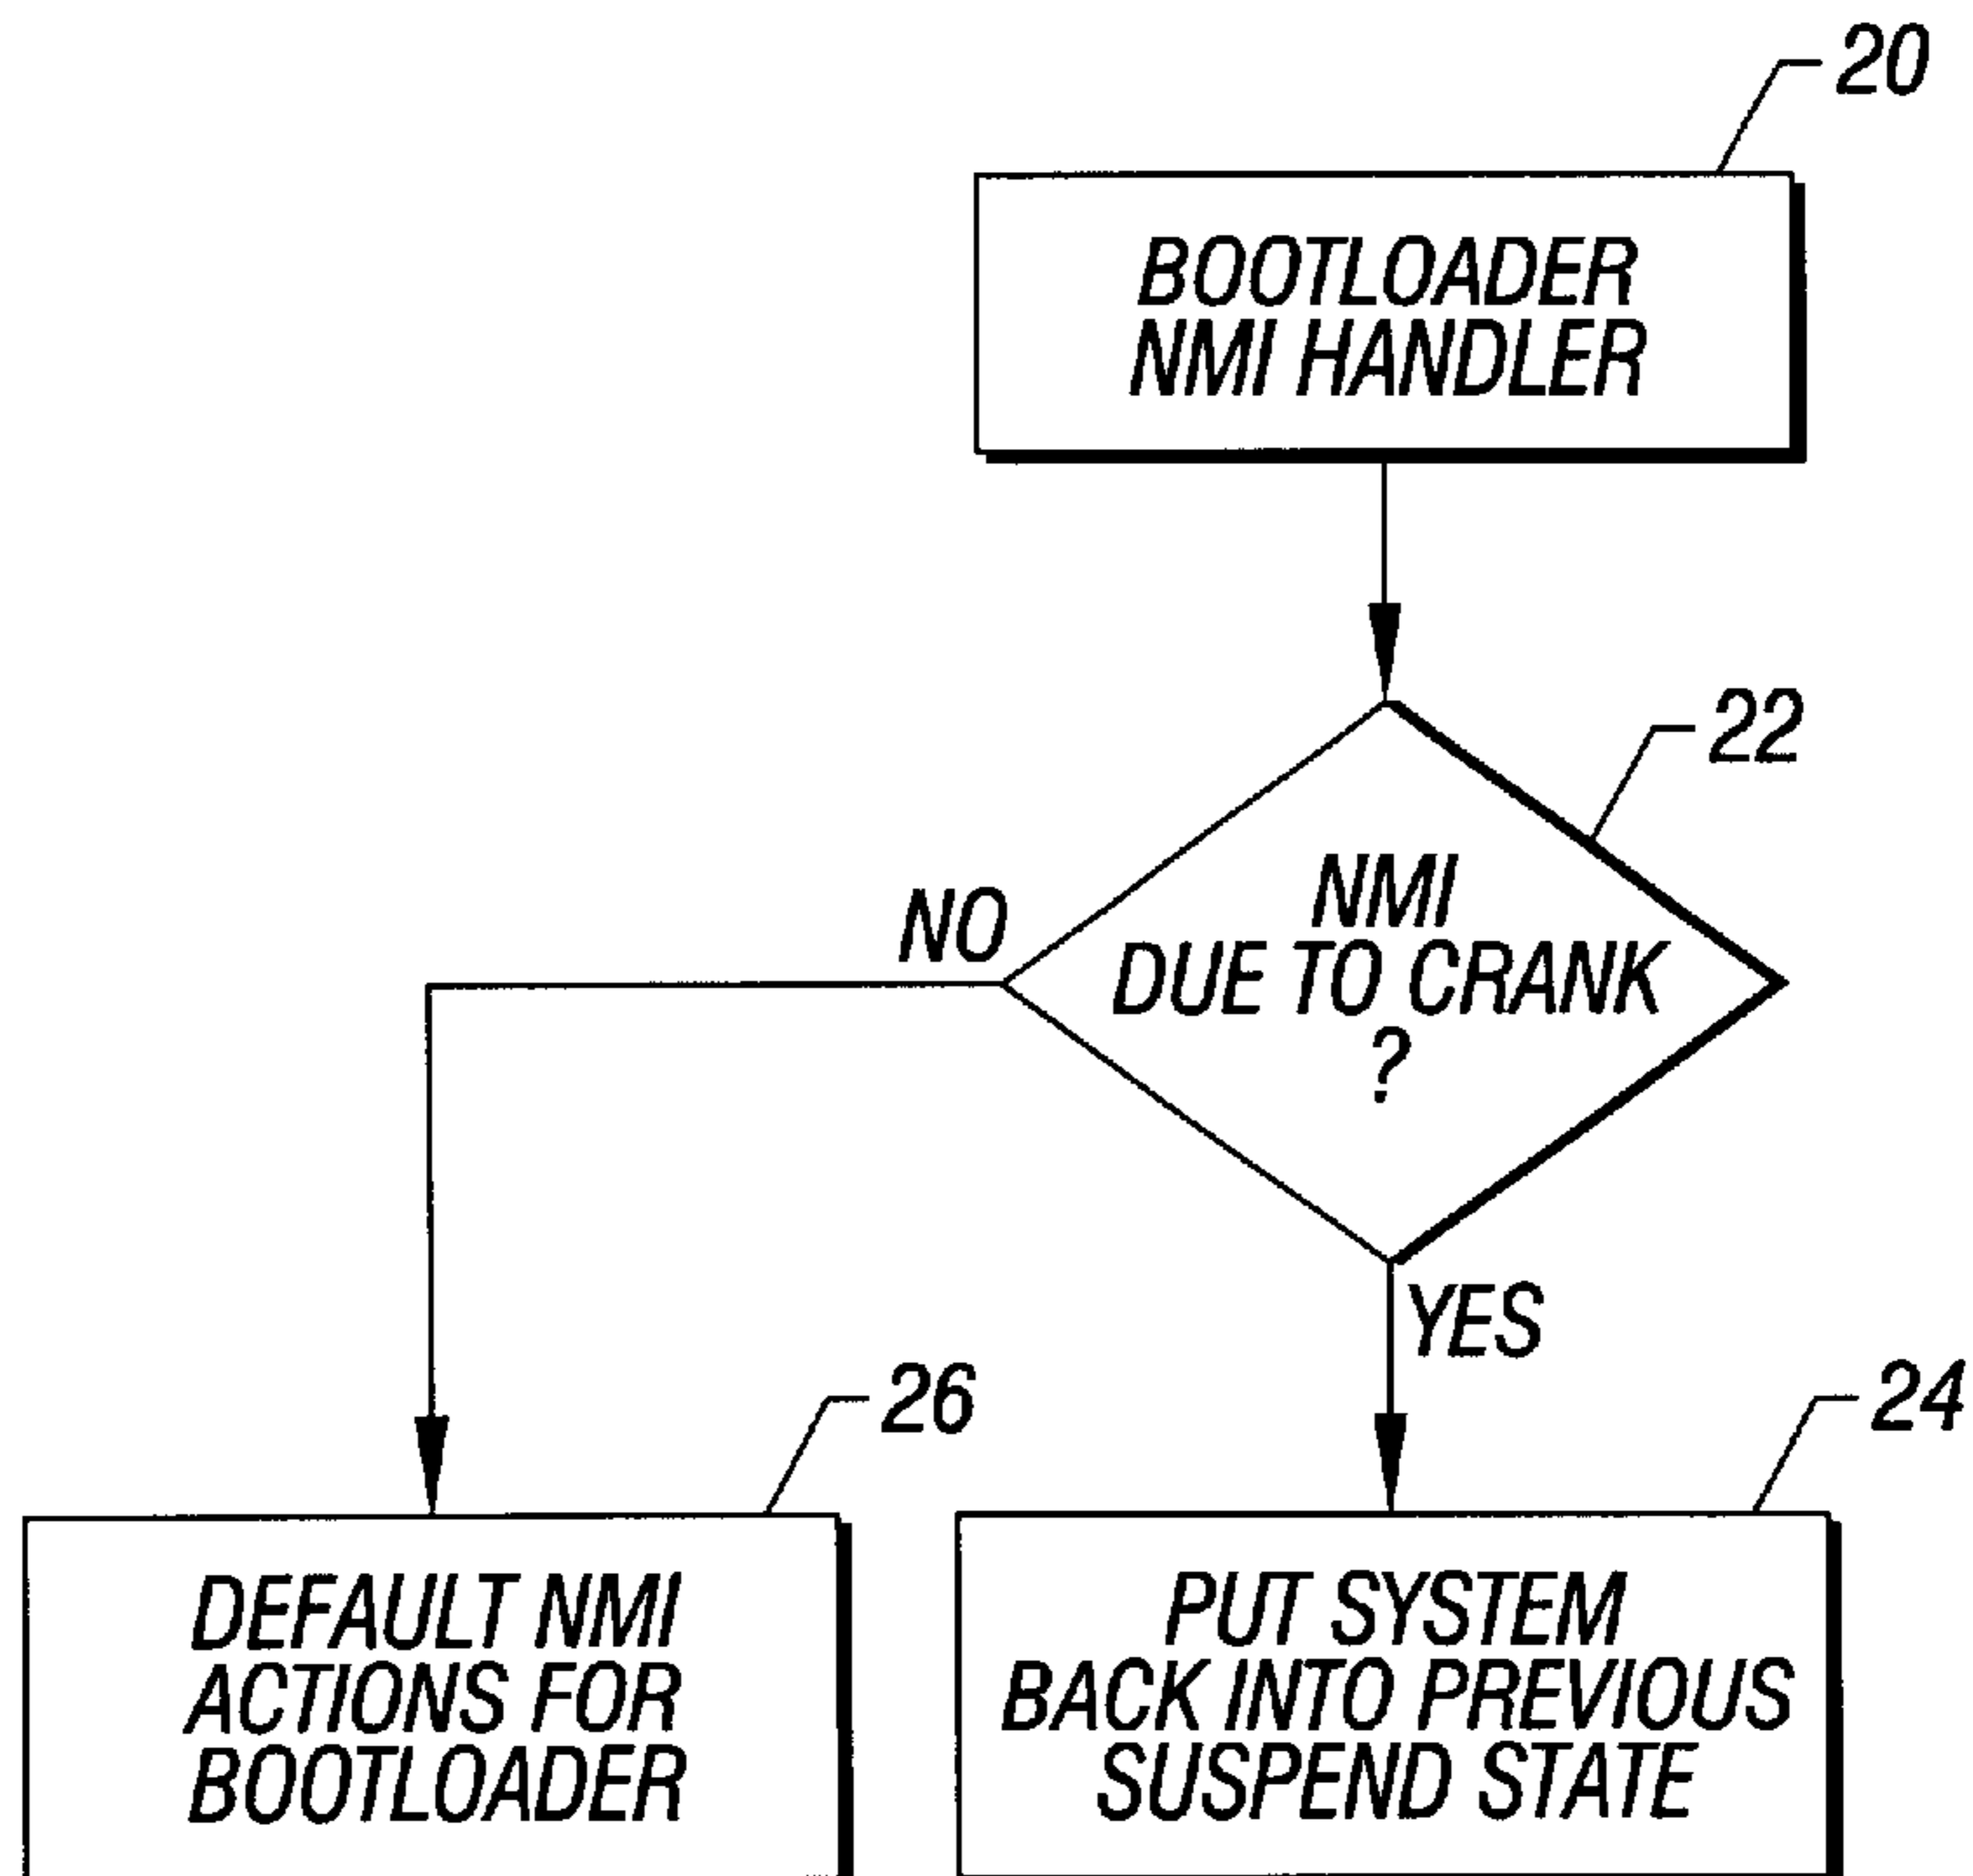 20
BOOTLOADER
NMI HANDLER
22
NMI
DUE TO CRANK
?
NO
YES
26
24
DEFAULT NMI
ACTIONS FOR
BOOTLOADER
PUT SYSTEM
BACK INTO PREVIOUS
SUSPEND STATE